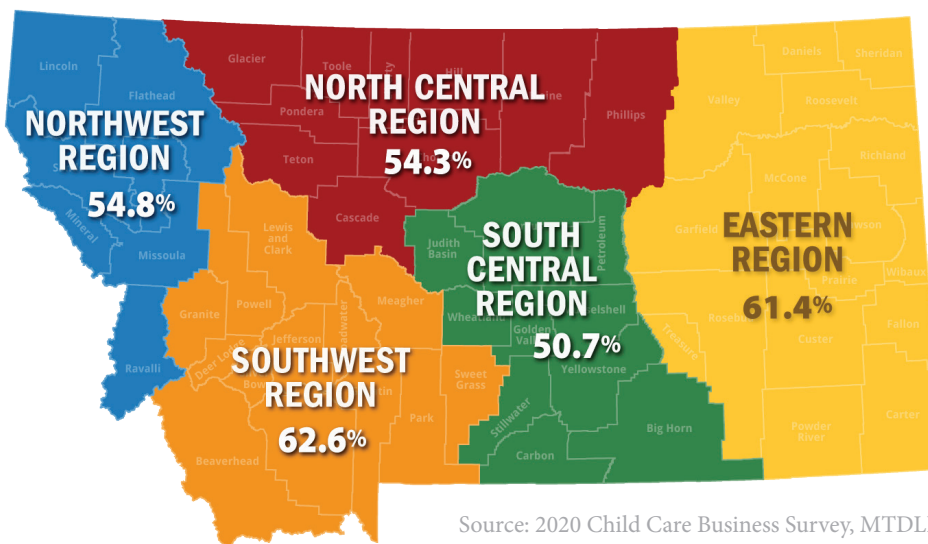 Lincoln
Flathead
NORTHWEST
REGION
54.8%
Mineral
Missoula
Ravalli
Glacier
Toole
Hill
Phillips
NORTH CENTRAL
REGION
54.3%
Pondera
Teton
Cascade
Daniels
Sheridan
Valley
Roosevelt
Richland
McCone
Garfield
EASTERN
REGION
61.4%
Prairie
Wibaux
Fallon
Custer
Treasure
Carter
Powder
River
Judith
Basin
Petroleum
SOUTH
CENTRAL
REGION
50.7%
Golden
Yellowstone
Stillwater
Big Horn
Carbon
Lewis
and
Clark
Powell
Granite
Meagher
Jefferson
Deer Lodge
SOUTHWEST
REGION
62.6%
Sweet
Grass
Park
Beaverhead
Source: 2020 Child Care Business Survey, MTDL